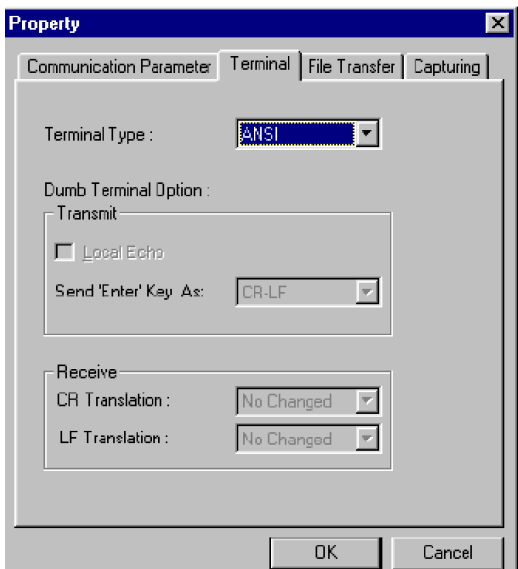 Property
Communication Parameter Terminal File Transfer Capturing
Terminal Type : ANSI
Dumb Terminal Option :
Transmit
Local Echo
Send 'Enter' Key As: CR-LF
Receive
CR Translation : No Changed
LF Translation : No Changed
OK Cancel